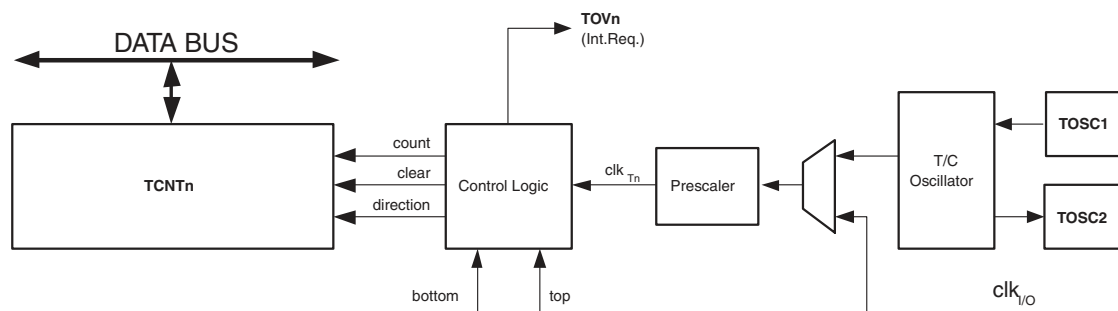 TOVn
(Int.Req.)
DATA BUS
TCNTn
count
clear
direction
Control Logic
clk Tn
Prescaler
T/C
Oscillator
TOSC1
TOSC2
bottom
top
clkI/O